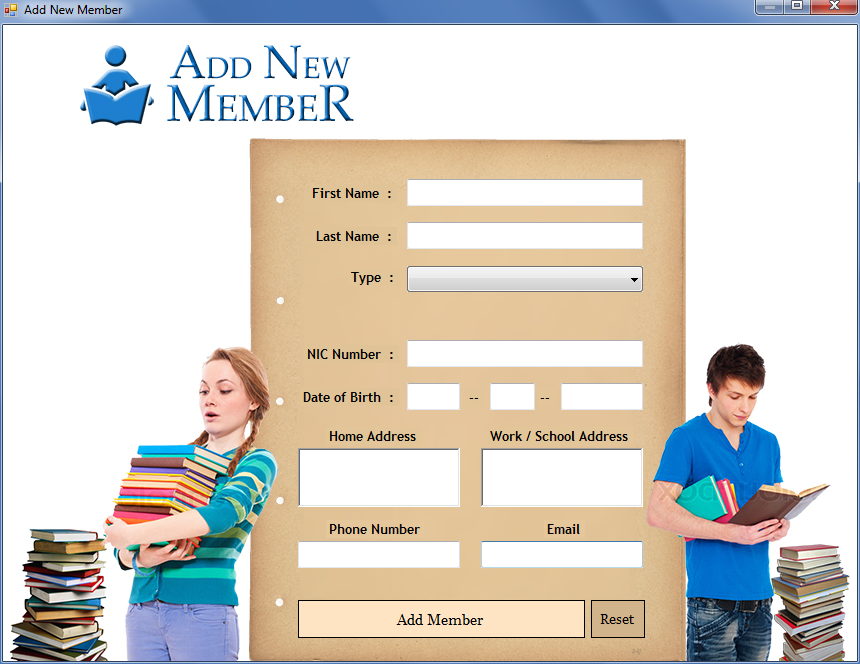 Add New Member
Add New
Member
First Name :
Last Name :
Type :
NIC Number :
Date of Birth : -- --
Home Address Work / School Address
Phone Number Email
Add Member Reset